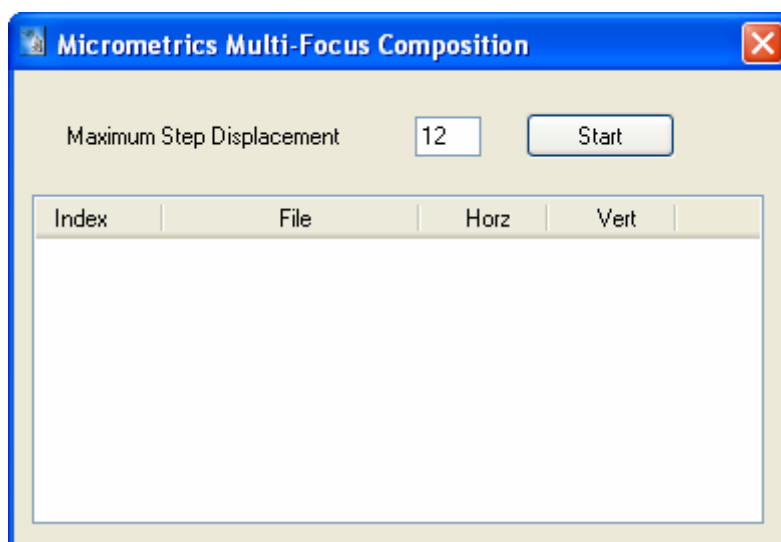 Micrometrics Multi-Focus Composition
Maximum Step Displacement 12 Start
Index File Horz Vert